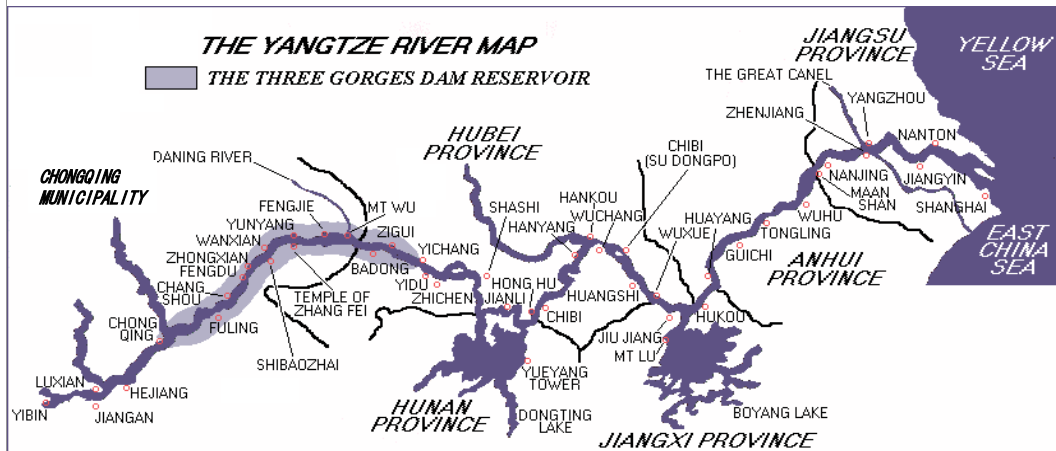 THE YANGTZE RIVER MAP
THE THREE GORGES DAM RESERVOIR
JIANGSU
PROVINCE
YELLOW
SEA
THE GREAT CANEL
YANGZHOU
ZHENJIANG
NANTON
HUBEI
PROVINCE
CHIBI
(SU DONGPO)
DANING RIVER
CHONGQING
MUNICIPALITY
NANJING
JIANGYIN
MAAN
SHAN
SHANGHAI
HANKOU
SHASHI
WUCHANG
FENGJIE
MT WU
HANYANG
HUAYANG
WUHU
YUNYANG
ZIGUI
WUXUE
TONGLING
WANXIAN
YICHANG
GUICHI
EAST
CHINA
SEA
ZHONGXIAN
BADONG
ANHUI
PROVINCE
FENGDU
YIDU
HONG HU
CHANG
SHOU
TEMPLE OF
ZHANG FEI
ZHICHEN
JIANLI
HUANGSHI
HUKOU
CHIBI
CHONG
QING
FULING
JIU JIANG
SHIBAOZHAI
MT LU
YUEYANG
TOWER
LUXIAN
HEJIANG
YIBIN
JIANGAN
HUNAN
PROVINCE
DONGTING
LAKE
BOYANG LAKE
JIANGXI PROVINCE